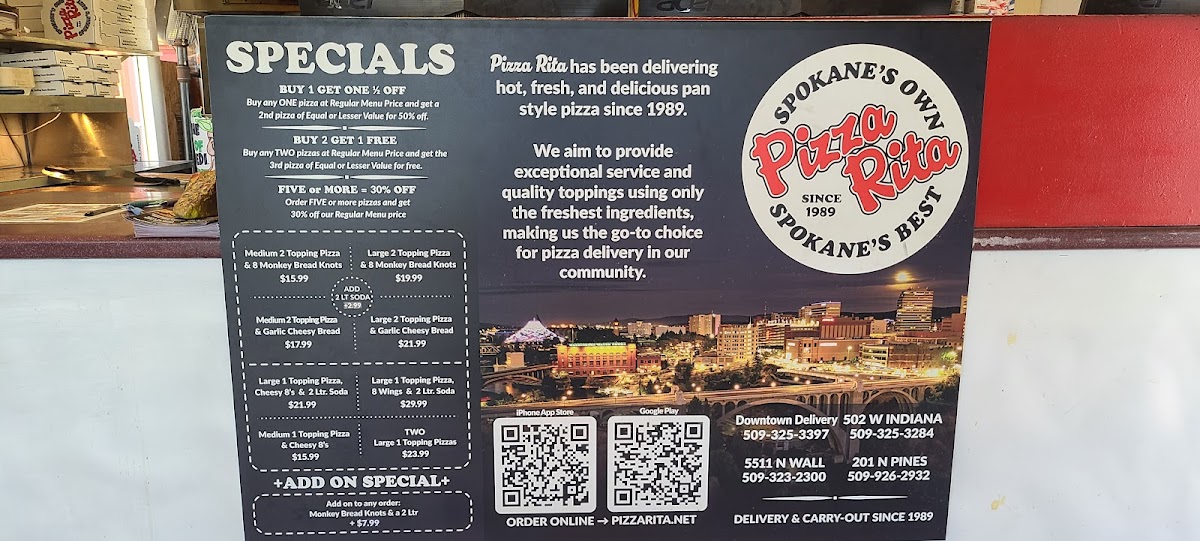 SPECIALS
BUY 1 GET ONE ½ OFF
Buy any ONE pizza at Regular Menu Price and get a
2nd pizza of Equal or Lesser Value for 50% off.
BUY 2 GET 1 FREE
Buy any TWO pizzas at Regular Menu Price and get the
3rd pizza of Equal or Lesser Value for free.
FIVE or MORE = 30% OFF
Order FIVE or more pizzas and get
30% off our Regular Menu price
Medium 2 Topping Pizza
& 8 Monkey Bread Knots
$15.99
Large 2 Topping Pizza
& 8 Monkey Bread Knots
$19.99
ADD
2 LT SODA
+2.99
Medium 2 Topping Pizza
& Garlic Cheesy Bread
$17.99
Large 2 Topping Pizza
& Garlic Cheesy Bread
$21.99
Large 1 Topping Pizza,
Cheesy 8's & 2 Ltr. Soda
$21.99
Large 1 Topping Pizza,
8 Wings & 2 Ltr. Soda
$29.99
Medium 1 Topping Pizza
& Cheesy 8's
$15.99
TWO
Large 1 Topping Pizzas
$23.99
+ADD ON SPECIAL+
Add on to any order:
Monkey Bread Knots & a 2 Ltr
+ $7.99
Pizza Rita has been delivering
hot, fresh, and delicious pan
style pizza since 1989.
We aim to provide
exceptional service and
quality toppings using only
the freshest ingredients,
making us the go-to choice
for pizza delivery in our
community.
iPhone App Store
Google Play
ORDER ONLINE → PIZZARITA.NET
SPOKANE'S OWN
Pizza
Rita
SINCE
1989
SPOKANE'S BEST
Downtown Delivery
509-325-3397
502 W INDIANA
509-325-3284
5511 N WALL
509-323-2300
201 N PINES
509-926-2932
DELIVERY & CARRY-OUT SINCE 1989